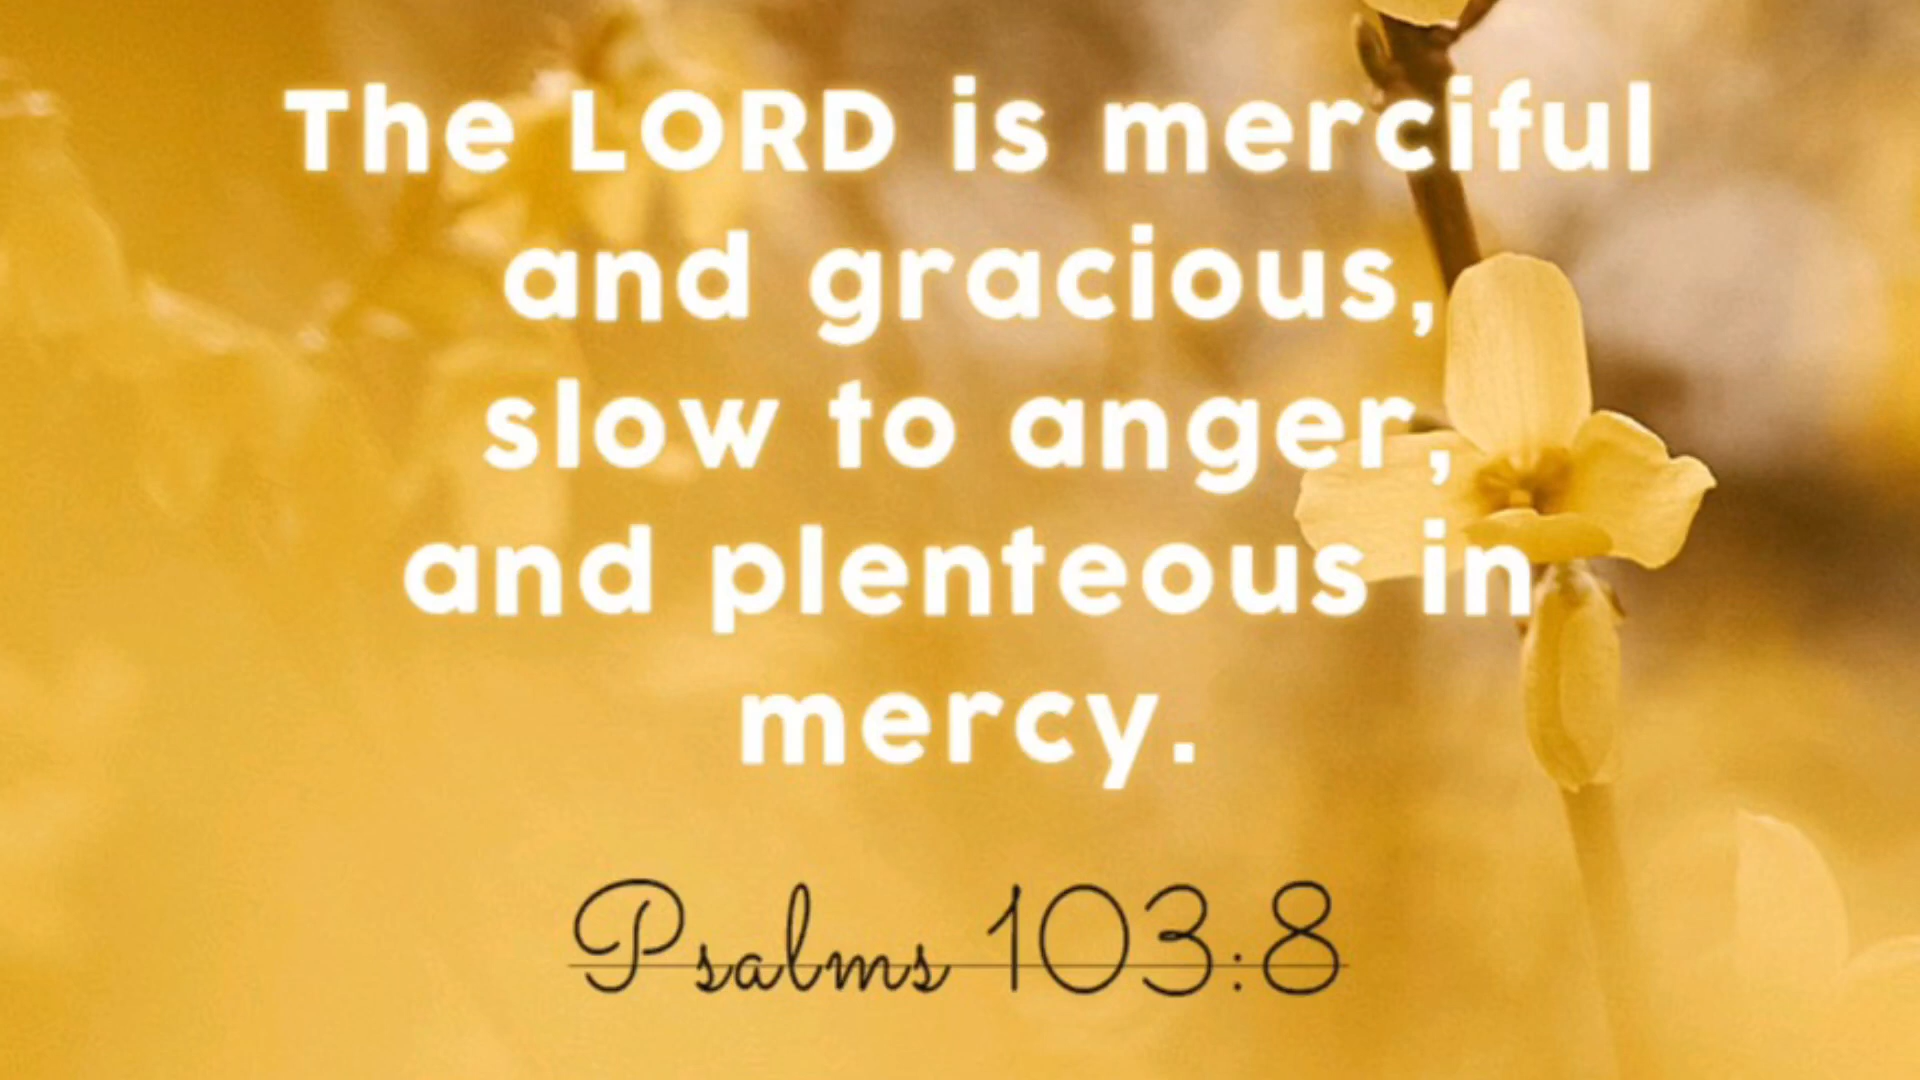 The LORD is merciful
and gracious,
slow to anger,
and plenteous in
mercy.
Psalms 103:8